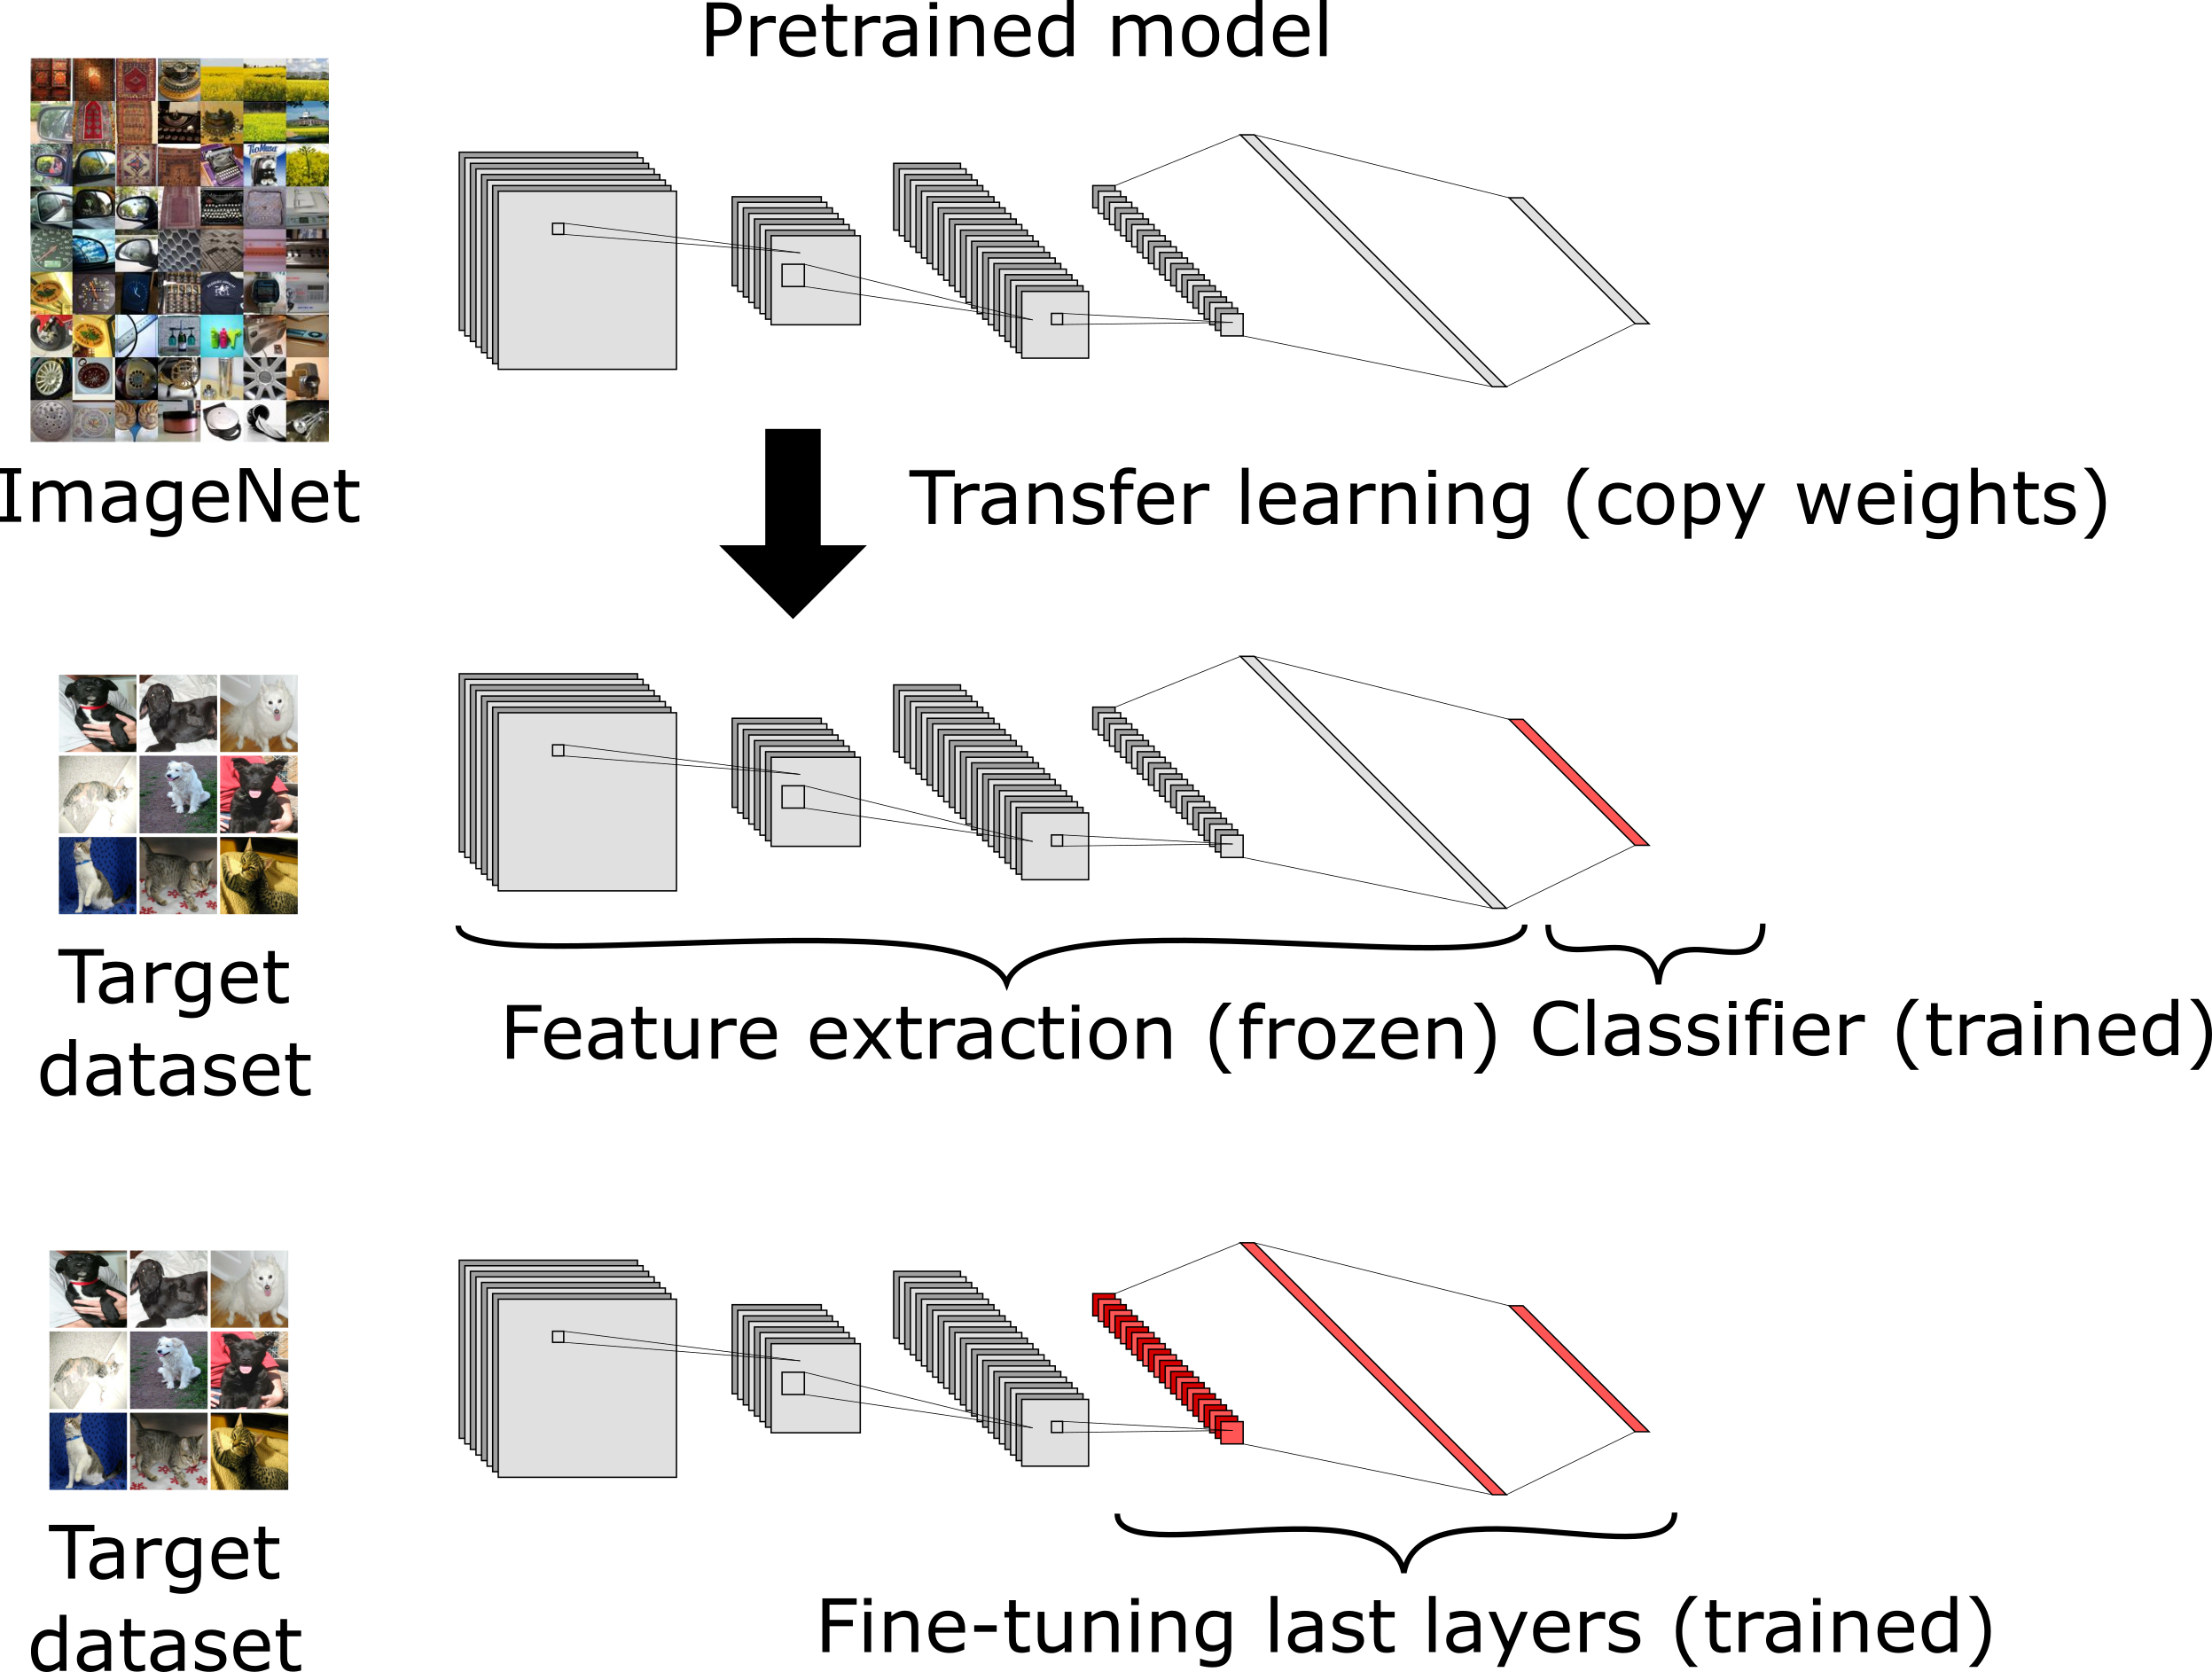 Pretrained model
ImageNet
Transfer learning (copy weights)
Target
dataset
Feature extraction (frozen)
Classifier (trained)
Target
dataset
Fine-tuning last layers (trained)